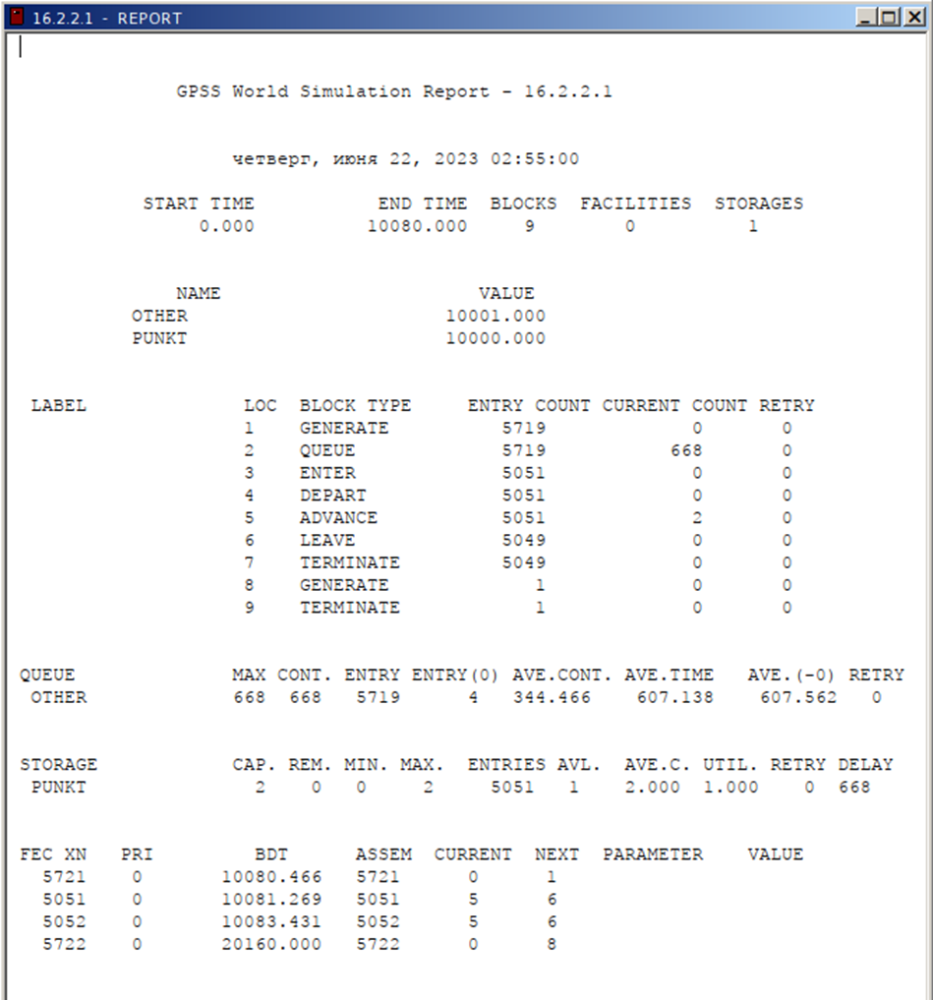 16.2.2.1 - REPORT
GPSS World Simulation Report - 16.2.2.1
четверг, июня 22, 2023 02:55:00
START TIME END TIME BLOCKS FACILITIES STORAGES
0.000 10080.000 9 0 1
NAME VALUE
OTHER 10001.000
PUNKT 10000.000
LABEL LOC BLOCK TYPE ENTRY COUNT CURRENT COUNT RETRY
1 GENERATE 5719 0 0
2 QUEUE 5719 668 0
3 ENTER 5051 0 0
4 DEPART 5051 0 0
5 ADVANCE 5051 2 0
6 LEAVE 5049 0 0
7 TERMINATE 5049 0 0
8 GENERATE 1 0 0
9 TERMINATE 1 0 0
QUEUE MAX CONT. ENTRY ENTRY(0) AVE.CONT. AVE.TIME AVE.(-0) RETRY
OTHER 668 668 5719 4 344.466 607.138 607.562 0
STORAGE CAP. REM. MIN. MAX. ENTRIES AVL. AVE.C. UTIL. RETRY DELAY
PUNKT 2 0 0 2 5051 1 2.000 1.000 0 668
FEC XN PRI BDT ASSEM CURRENT NEXT PARAMETER VALUE
5721 0 10080.466 5721 0 1
5051 0 10081.269 5051 5 6
5052 0 10083.431 5052 5 6
5722 0 20160.000 5722 0 8